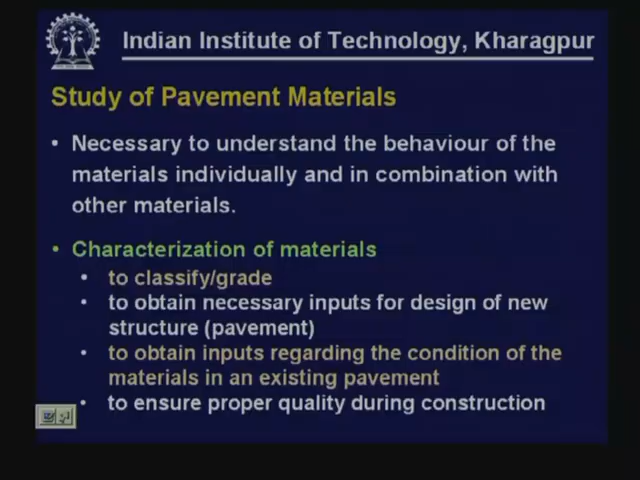 Indian Institute of Technology, Kharagpur
Study of Pavement Materials
• Necessary to understand the behaviour of the
materials individually and in combination with
other materials.
• Characterization of materials
• to classify/grade
• to obtain necessary inputs for design of new
structure (pavement)
• to obtain inputs regarding the condition of the
materials in an existing pavement
• to ensure proper quality during construction